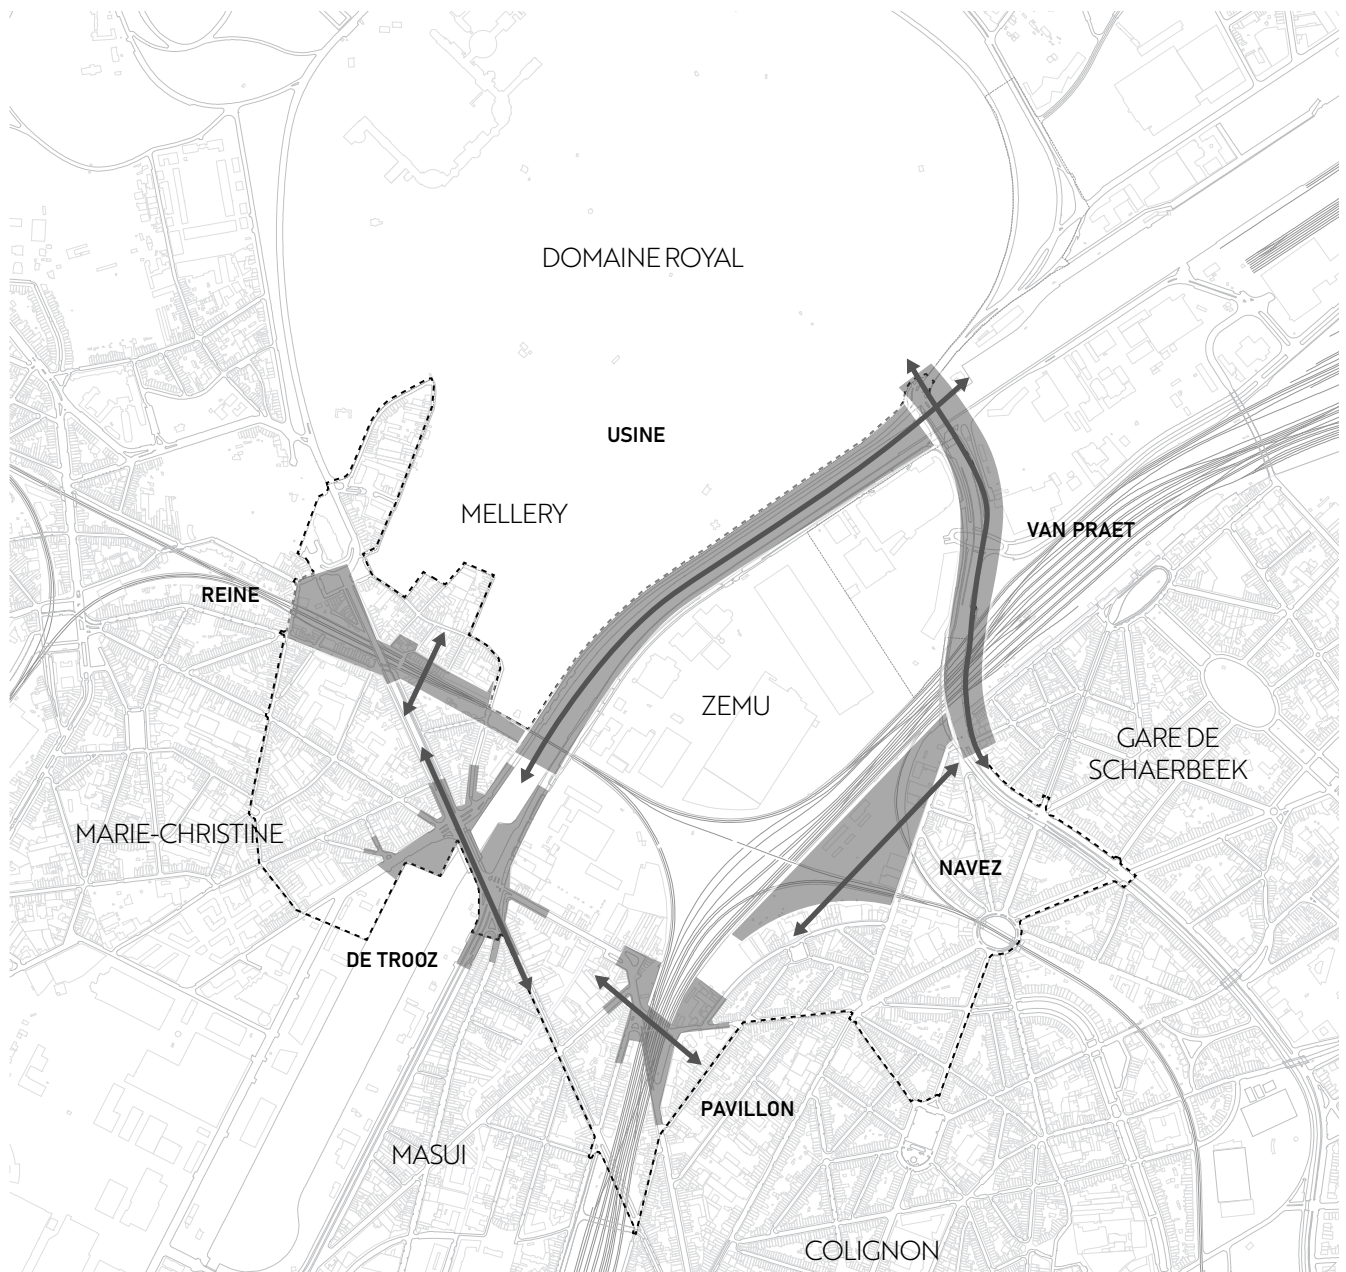 DOMAINE ROYAL
USINE
MELLERY
VAN PRAET
REINE
ZEMU
GARE DE
SCHAERBEEK
MARIE-CHRISTINE
NAVEZ
DE TROOZ
PAVILLON
MASUI
COLIGNON